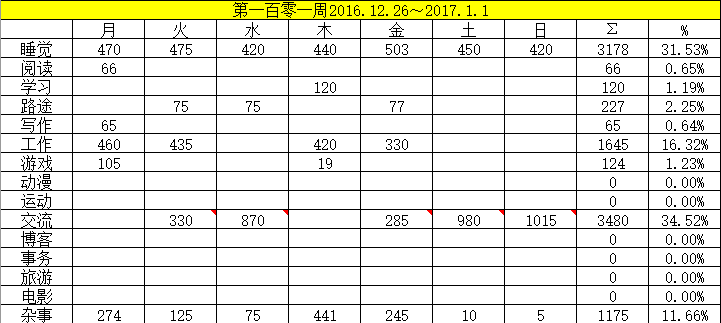 第一百零一周2016.12.26～2017.1.1
月 火 水 木 金 土 日 Σ %
睡觉 470 475 420 440 503 450 420 3178 31.53%
阅读 66 66 0.65%
学习 120 120 1.19%
路途 75 75 77 227 2.25%
写作 65 65 0.64%
工作 460 435 420 330 1645 16.32%
游戏 105 19 124 1.23%
动漫 0 0.00%
运动 0 0.00%
交流 330 870 285 980 1015 3480 34.52%
博客 0 0.00%
事务 0 0.00%
旅游 0 0.00%
电影 0 0.00%
杂事 274 125 75 441 245 10 5 1175 11.66%